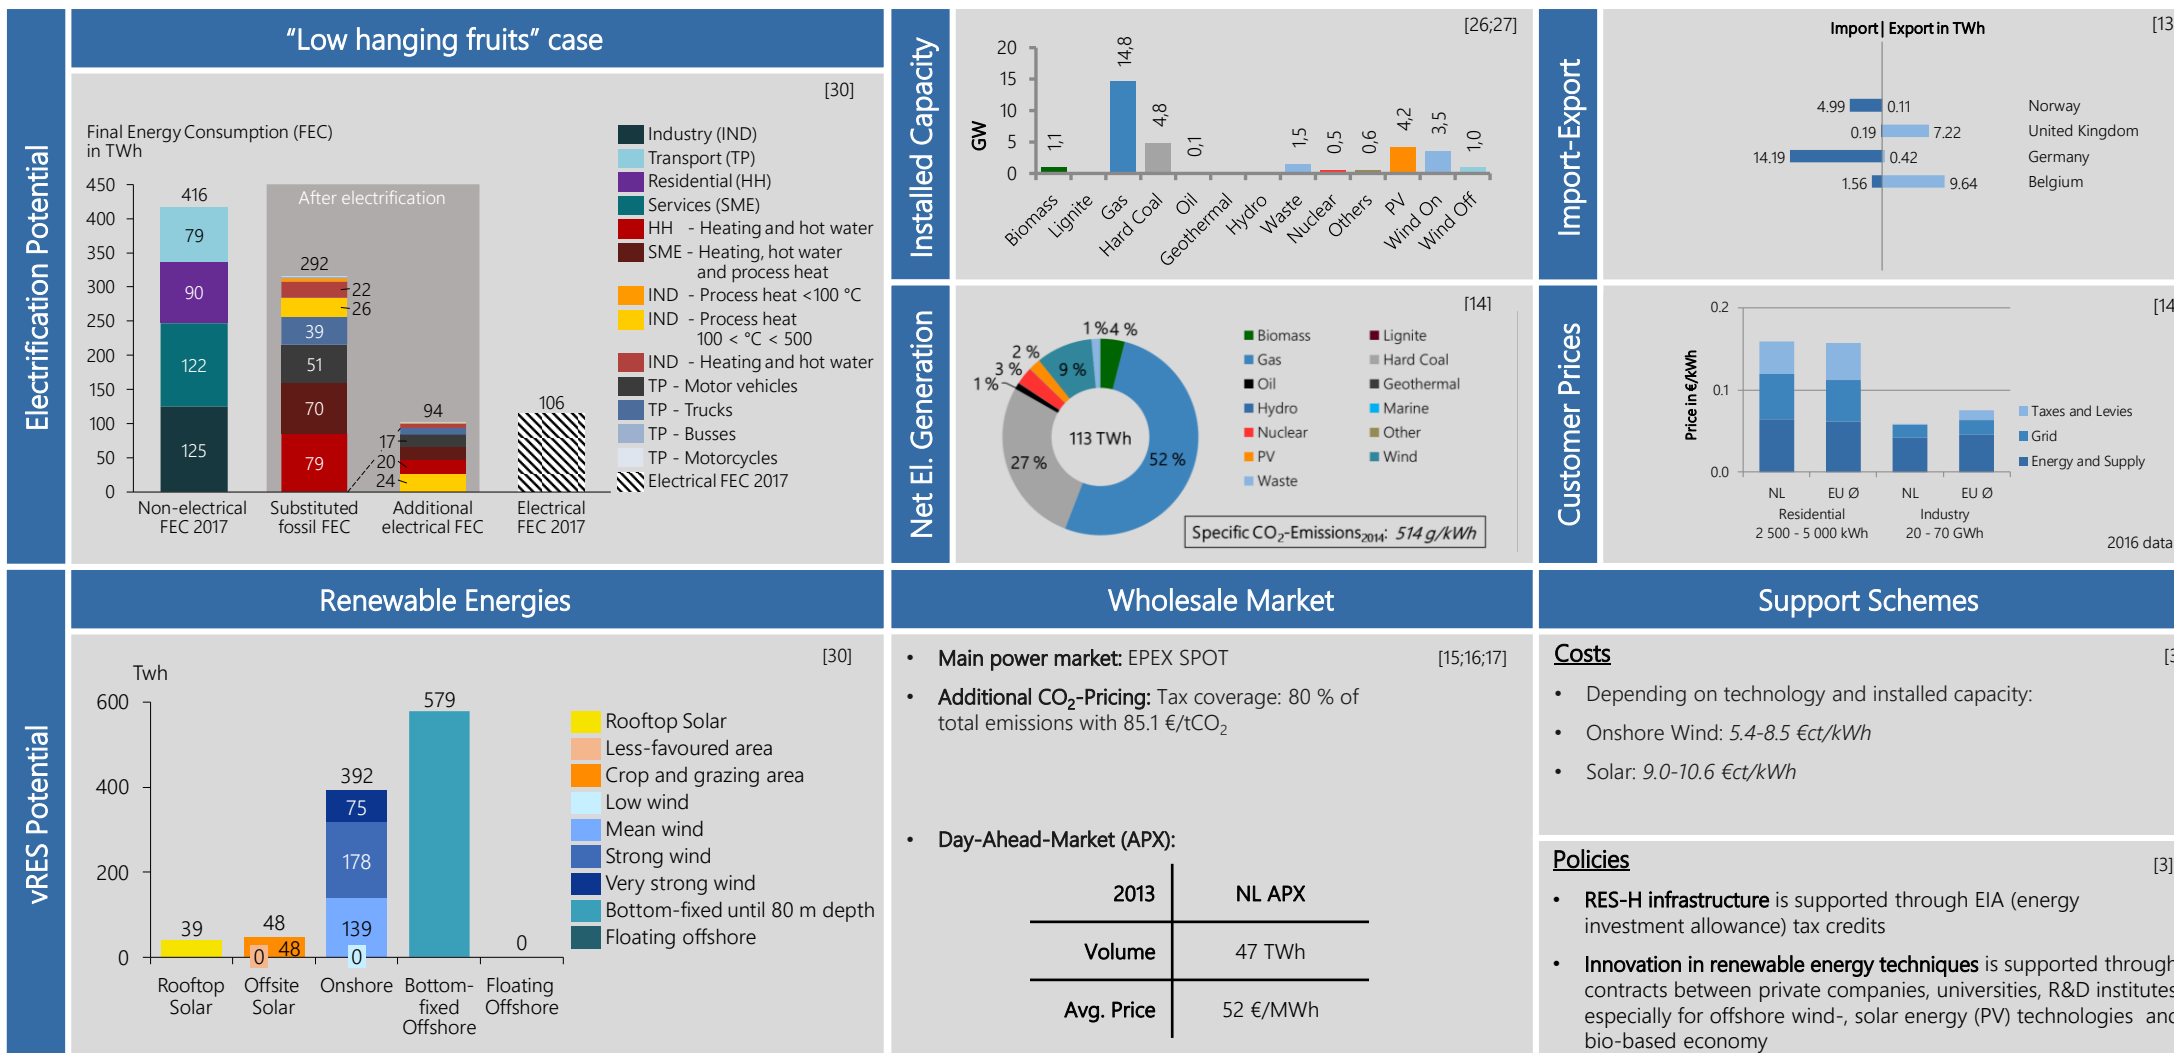 Electrification Potential
"Low hanging fruits" case
[30]
Final Energy Consumption (FEC)
in TWh
450
400
350
300
250
200
150
100
50
0
416
79
90
122
125
After electrification
292
22
26
39
51
70
79
94
17
20
24
106
Non-electrical
FEC 2017
Substituted
fossil FEC
Additional
electrical FEC
Electrical
FEC 2017
Industry (IND)
Transport (TP)
Residential (HH)
Services (SME)
HH - Heating and hot water
SME - Heating, hot water
and process heat
IND - Process heat <100 °C
IND - Process heat
100 < °C < 500
IND - Heating and hot water
TP - Motor vehicles
TP - Trucks
TP - Busses
TP - Motorcycles
Electrical FEC 2017
Installed Capacity
[26;27]
GW
20
15
10
5
0
1,1
14,8
4,8
0,1
1,5
0,5
0,6
4,2
3,5
1,0
Biomass
Lignite
Gas
Hard Coal
Oil
Geothermal
Hydro
Waste
Nuclear
Others
PV
Wind On
Wind Off
Import-Export
Import | Export in TWh
[13
4.99 0.11 Norway
0.19 7.22 United Kingdom
14.19 0.42 Germany
1.56 9.64 Belgium
Net El. Generation
[14]
1 % 4 %
2 %
3 %
1 %
9 %
27 %
52 %
113 TWh
Biomass
Lignite
Gas
Hard Coal
Oil
Geothermal
Hydro
Marine
Nuclear
Other
PV
Wind
Waste
Specific CO₂-Emissions₂₀₁₄: 514 g/kWh
Customer Prices
[14
Price in €/kWh
0.2
0.1
0.0
NL
EU Ø
NL
EU Ø
Residential
2 500 - 5 000 kWh
Industry
20 - 70 GWh
Taxes and Levies
Grid
Energy and Supply
2016 data
vRES Potential
Renewable Energies
[30]
Twh
600
400
200
0
39
48
0
48
392
75
178
139
0
579
0
Rooftop
Solar
Offsite
Solar
Onshore
Bottom-
fixed
Offshore
Floating
Offshore
Rooftop Solar
Less-favoured area
Crop and grazing area
Low wind
Mean wind
Strong wind
Very strong wind
Bottom-fixed until 80 m depth
Floating offshore
Wholesale Market
• Main power market: EPEX SPOT
[15;16;17]
• Additional CO₂-Pricing: Tax coverage: 80 % of
total emissions with 85.1 €/tCO₂
• Day-Ahead-Market (APX):
2013 NL APX
Volume 47 TWh
Avg. Price 52 €/MWh
Support Schemes
Costs
[3
• Depending on technology and installed capacity:
• Onshore Wind: 5.4-8.5 €ct/kWh
• Solar: 9.0-10.6 €ct/kWh
Policies
[3]
• RES-H infrastructure is supported through EIA (energy
investment allowance) tax credits
• Innovation in renewable energy techniques is supported through
contracts between private companies, universities, R&D institutes
especially for offshore wind-, solar energy (PV) technologies and
bio-based economy